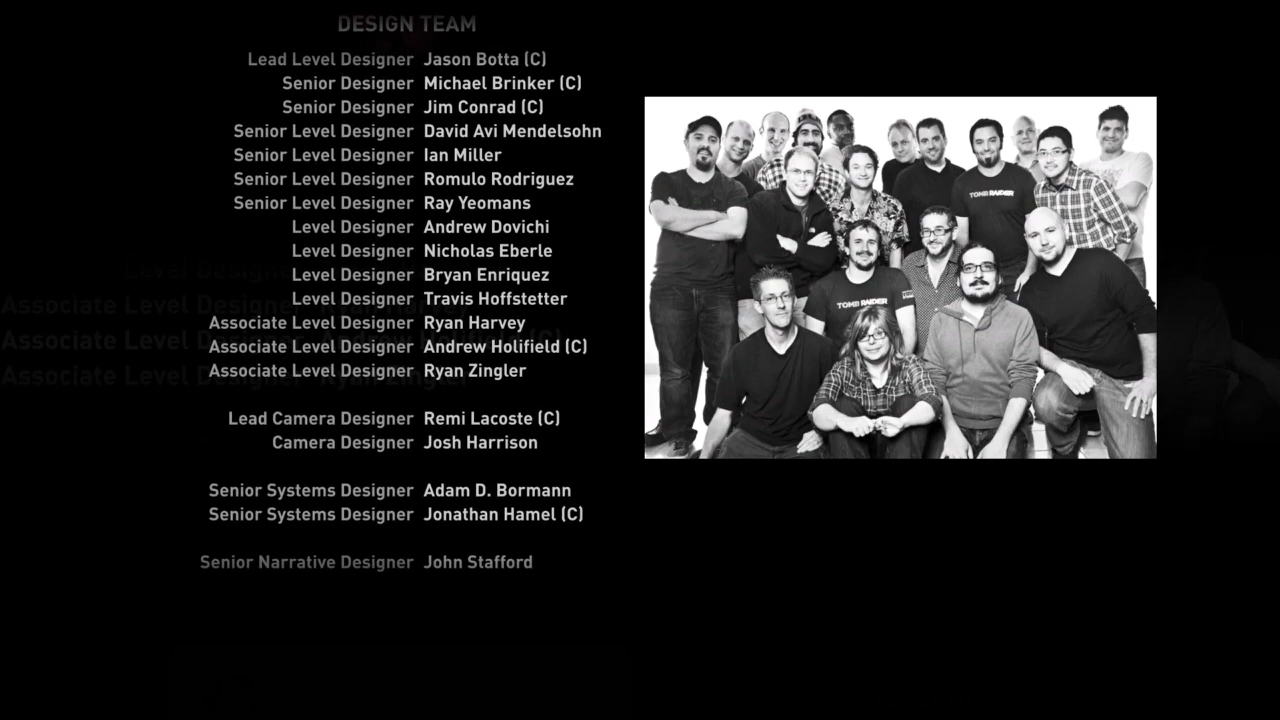 DESIGN TEAM
Lead Level Designer Jason Botta (C)
Senior Designer Michael Brinker (C)
Senior Designer Jim Conrad (C)
Senior Level Designer David Avi Mendelsohn
Senior Level Designer Ian Miller
Senior Level Designer Romulo Rodriguez
Senior Level Designer Ray Yeomans
Level Designer Andrew Dovichi
Level Designer Nicholas Eberle
Level Designer Bryan Enriquez
Level Designer Travis Hoffstetter
Associate Level Designer Ryan Harvey
Associate Level Designer Andrew Holifield (C)
Associate Level Designer Ryan Zingler
Lead Camera Designer Remi Lacoste (C)
Camera Designer Josh Harrison
Senior Systems Designer Adam D. Bormann
Senior Systems Designer Jonathan Hamel (C)
Senior Narrative Designer John Stafford
TOMB RAIDER
TOMB RAIDER